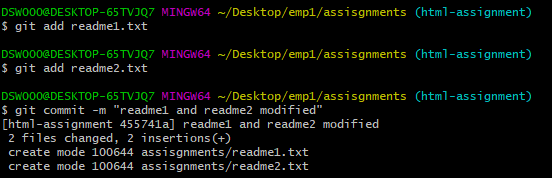 DSWOOO@DESKTOP-65TVJQ7 MINGW64 ~/Desktop/emp1/assisgnments (html-assignment)
$ git add readme1.txt
DSWOOO@DESKTOP-65TVJQ7 MINGW64 ~/Desktop/emp1/assisgnments (html-assignment)
$ git add readme2.txt
DSWOOO@DESKTOP-65TVJQ7 MINGW64 ~/Desktop/emp1/assisgnments (html-assignment)
$ git commit -m "readme1 and readme2 modified"
[html-assignment 455741a] readme1 and readme2 modified
2 files changed, 2 insertions(+)
create mode 100644 assisgnments/readme1.txt
create mode 100644 assisgnments/readme2.txt